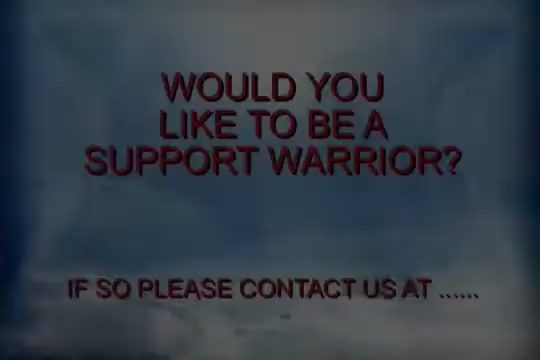 WOULD YOU
LIKE TO BE A
SUPPORT WARRIOR?
IF SO PLEASE CONTACT US AT ......